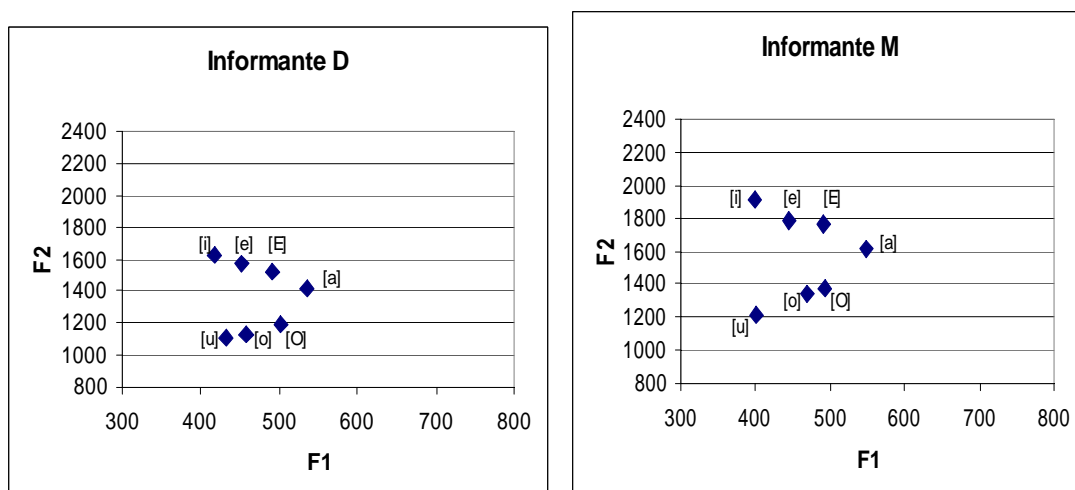 Informante D
F2
2400
2200
2000
1800
1600
1400
1200
1000
800
[i] [e] [E]
[a]
[u] [o] [O]
300 400 500 600 700 800
F1
Informante M
F2
2400
2200
2000
1800
1600
1400
1200
1000
800
[i] [e] [E]
[a]
[o] [O]
[u]
300 400 500 600 700 800
F1